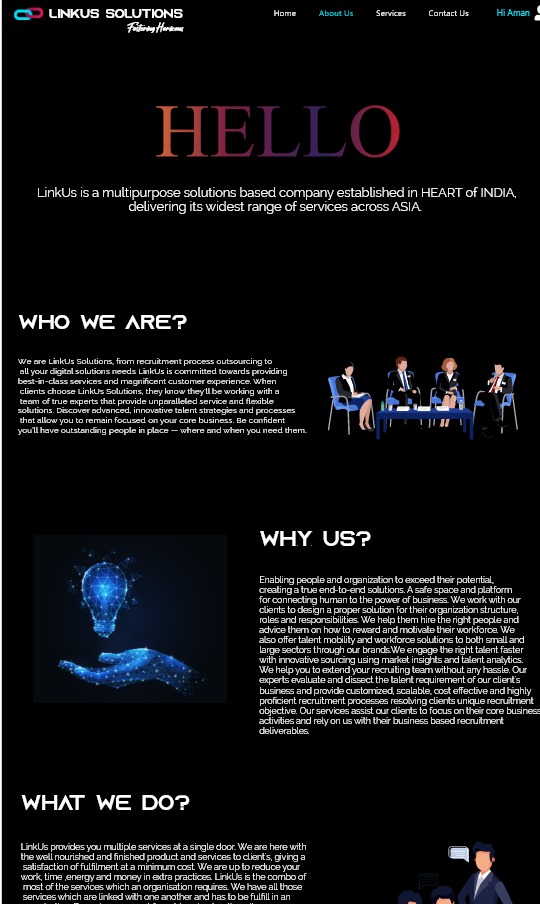 LINKUS SOLUTIONS
Fostering Horizons
Home About Us Services Contact Us Hi Aman
HELLO
LinkUs is a multipurpose solutions based company established in HEART of INDIA,
delivering its widest range of services across ASIA.
WHO WE ARE?
We are LinkUs Solutions, from recruitment process outsourcing to
all your digital solutions needs LinkUs is committed towards providing
best-in-class services and magnificent customer experience. When
clients choose LinkUs Solutions, they know they'll be working with a
team of true experts that provide unparalleled service and flexible
solutions. Discover advanced, innovative talent strategies and processes
that allow you to remain focused on your core business. Be confident
you'll have outstanding people in place — where and when you need them.
WHY US?
Enabling people and organization to exceed their potential,
creating a true end-to-end solutions. A safe space and platform
for connecting human to the power of business. We work with our
clients to design a proper solution for their organization structure,
roles and responsibilities. We help them hire the right people and
advice them on how to reward and motivate their workforce. We
also offer talent mobility and workforce solutions to both small and
large sectors through our brands.We engage the right talent faster
with innovative sourcing using market insights and talent analytics.
We help you to extend your recruiting team without any hassle. Our
experts evaluate and dissect the talent requirement of our client's
business and provide customized, scalable, cost effective and highly
proficient recruitment processes resolving clients unique recruitment
objective. Our services assist our clients to focus on their core business
activities and rely on us with their business based recruitment
deliverables.
WHAT WE DO?
LinkUs provides you multiple services at a single door. We are here with
the well nourished and finished product and services to client's, giving a
satisfaction of fulfilment at a minimum cost. We are up to reduce your
work, time ,energy and money in extra practices. LinkUs is the combo of
most of the services which an organisation requires. We have all those
services which are linked with one another and has to be fulfill in an